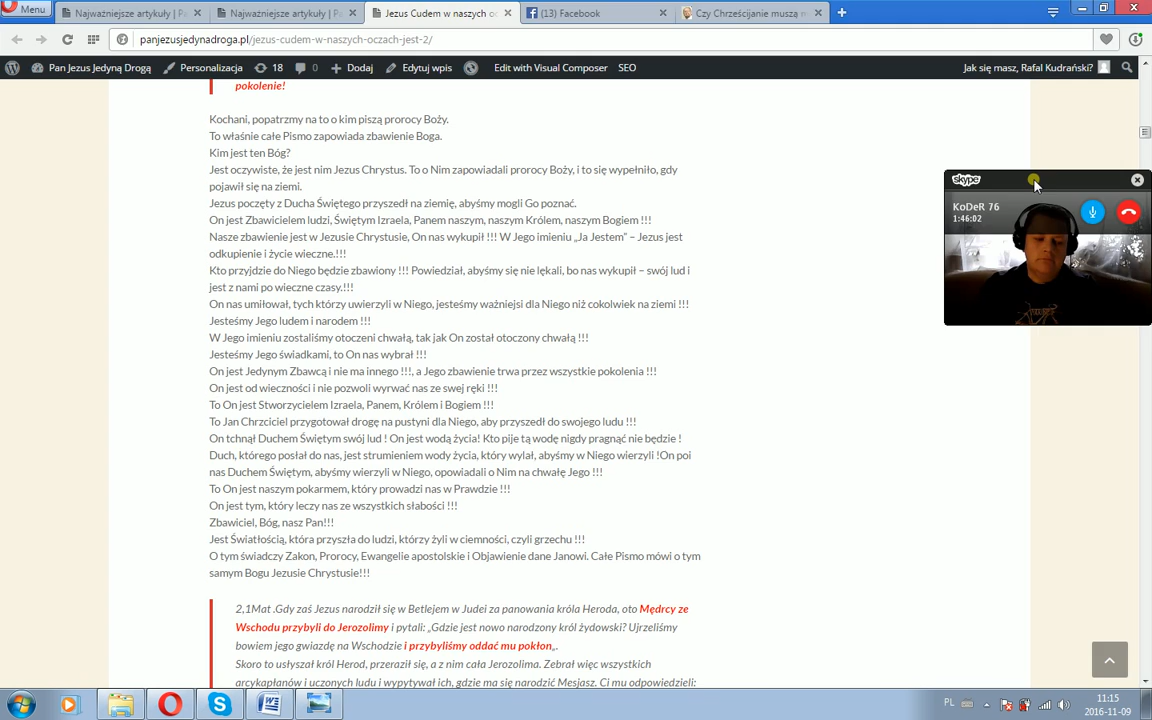 Menu
Najważniejsze artykuły | P
Najważniejsze artykuły | P
Jezus Cudem w naszych oc
(13) Facebook
Czy Chrześcijanie muszą m
panjezusjedynadroga.pl/jezus-cudem-w-naszych-oczach-jest-2/
Pan Jezus Jedyną Drogą
Personalizacja
18
0
Dodaj
Edytuj wpis
Edit with Visual Composer
SEO
Jak się masz, Rafal Kudrański?
pokolenie!
Kochani, popatrzmy na to o kim piszą prorocy Boży.
To właśnie całe Pismo zapowiada zbawienie Boga.
Kim jest ten Bóg?
Jest oczywiste, że jest nim Jezus Chrystus. To o Nim zapowiadali prorocy Boży, i to się wypełniło, gdy
pojawił się na ziemi.
Jezus poczęty z Ducha Świętego przyszedł na ziemię, abyśmy mogli Go poznać.
On jest Zbawicielem ludzi, Świętym Izraela, Panem naszym, naszym Królem, naszym Bogiem !!!
Nasze zbawienie jest w Jezusie Chrystusie, On nas wykupił !!! W Jego imieniu „Ja Jestem” – Jezus jest
odkupienie i życie wieczne.!!!
Kto przyjdzie do Niego będzie zbawiony !!! Powiedział, abyśmy się nie lękali, bo nas wykupił – swój lud i
jest z nami po wieczne czasy.!!!
On nas umiłował, tych którzy uwierzyli w Niego, jesteśmy ważniejsi dla Niego niż cokolwiek na ziemi !!!
Jesteśmy Jego ludem i narodem !!!
W Jego imieniu zostaliśmy otoczeni chwałą, tak jak On został otoczony chwałą !!!
Jesteśmy Jego świadkami, to On nas wybrał !!!
On jest Jedynym Zbawcą i nie ma innego !!!, a Jego zbawienie trwa przez wszystkie pokolenia !!!
On jest od wieczności i nie pozwoli wyrwać nas ze swej ręki !!!
To On jest Stworzycielem Izraela, Panem, Królem i Bogiem !!!
To Jan Chrzciciel przygotował drogę na pustyni dla Niego, aby przyszedł do swojego ludu !!!
On tchnął Duchem Świętym swój lud ! On jest wodą życia! Kto pije tą wodę nigdy pragnąć nie będzie !
Duch, którego posłał do nas, jest strumieniem wody życia, który wylał, abyśmy w Niego wierzyli !On poi
nas Duchem Świętym, abyśmy wierzyli w Niego, opowiadali o Nim na chwałę Jego !!!
To On jest naszym pokarmem, który prowadzi nas w Prawdzie !!!
On jest tym, który leczy nas ze wszystkich słabości !!!
Zbawiciel, Bóg, nasz Pan!!!
Jest Światłością, która przyszła do ludzi, którzy żyli w ciemności, czyli grzechu !!!
O tym świadczy Zakon, Prorocy, Ewangelie apostolskie i Objawienie dane Janowi. Całe Pismo mówi o tym
samym Bogu Jezusie Chrystusie!!!
2,1Mat .Gdy zaś Jezus narodził się w Betlejem w Judei za panowania króla Heroda, oto Mędrcy ze
Wschodu przybyli do Jerozolimy i pytali: „Gdzie jest nowo narodzony król żydowski? Ujrzeliśmy
bowiem jego gwiazdę na Wschodzie i przybyliśmy oddać mu pokłon„.
Skoro to usłyszał król Herod, przeraził się, a z nim cała Jerozolima. Zebrał więc wszystkich
arcykapłanów i uczonych ludu i wypytywał ich, gdzie ma się narodzić Mesjasz. Ci mu odpowiedzieli:
skype
KoDeR 76
1:46:02
PL
11:15
2016-11-09